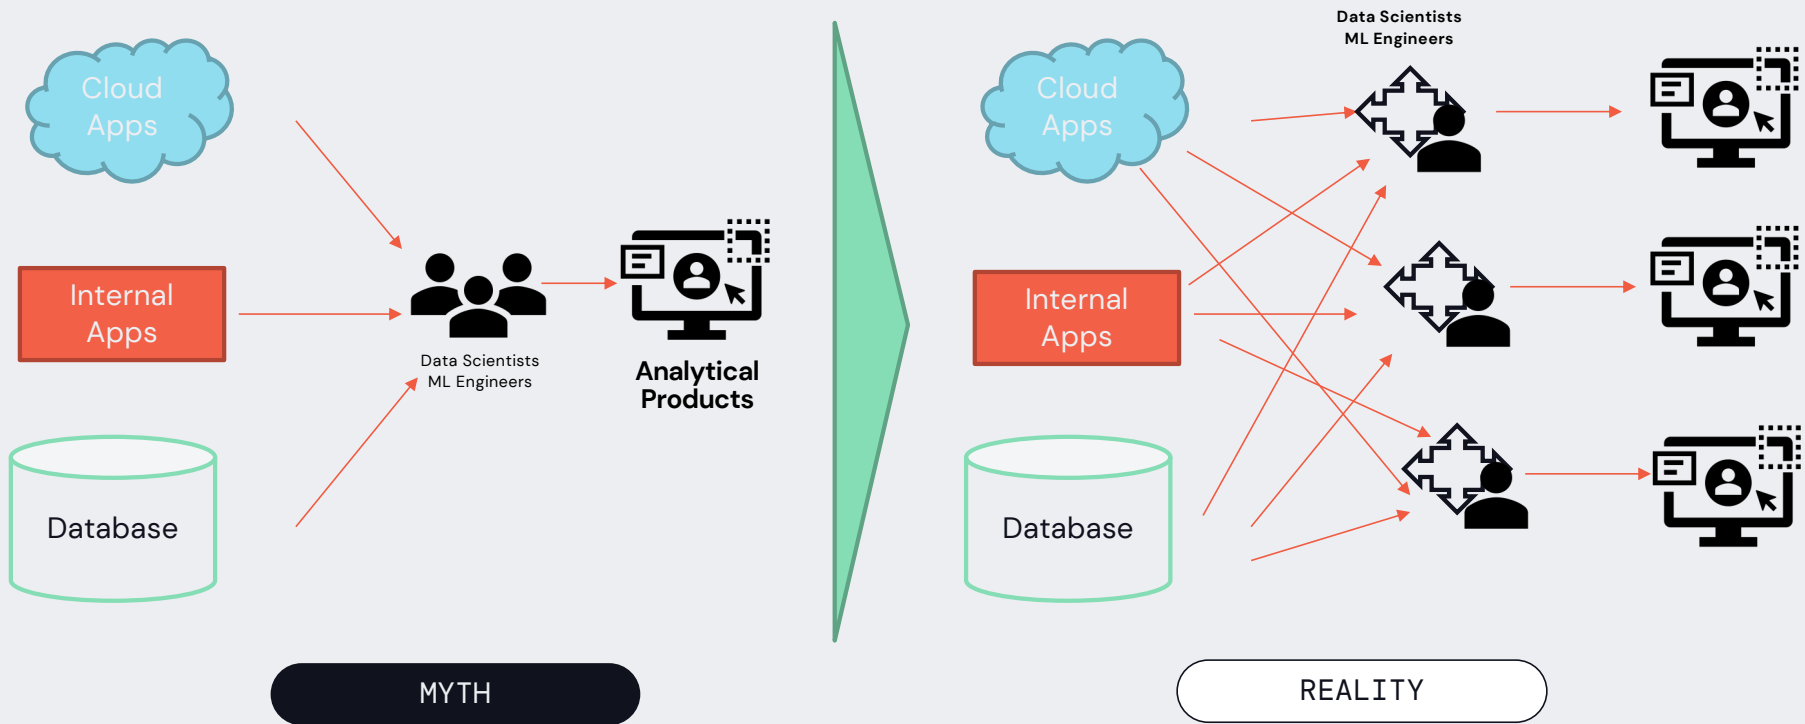 Cloud
Apps
Internal
Apps
Database
Data Scientists
ML Engineers
Analytical
Products
MYTH
Data Scientists
ML Engineers
Cloud
Apps
Internal
Apps
Database
REALITY